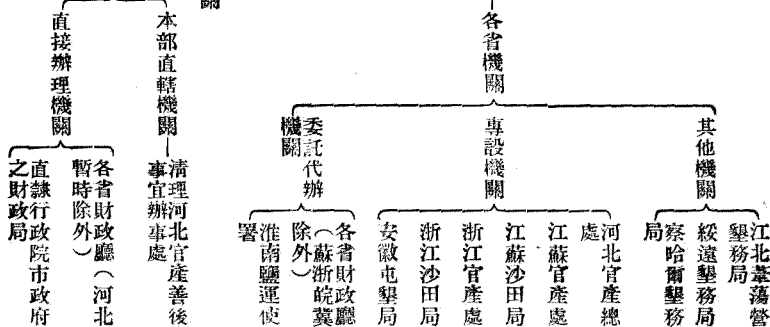 各省機關
其他機關
江北葦蕩營
墾務局
綏遠墾務局
察哈爾墾務
局
專設機關
河北官產總
處
江蘇官產處
江蘇沙田局
浙江官產處
浙江沙田局
安徽屯墾局
委託代辦
機關
各省財政廳
（蘇浙皖冀
除外）
淮南鹽運使
署
關
本部直轄機關
清理河北官產善後
事宜辦事處
直接辦理機關
各省財政廳（河北
暫時除外）
直隸行政院市政府
之財政局